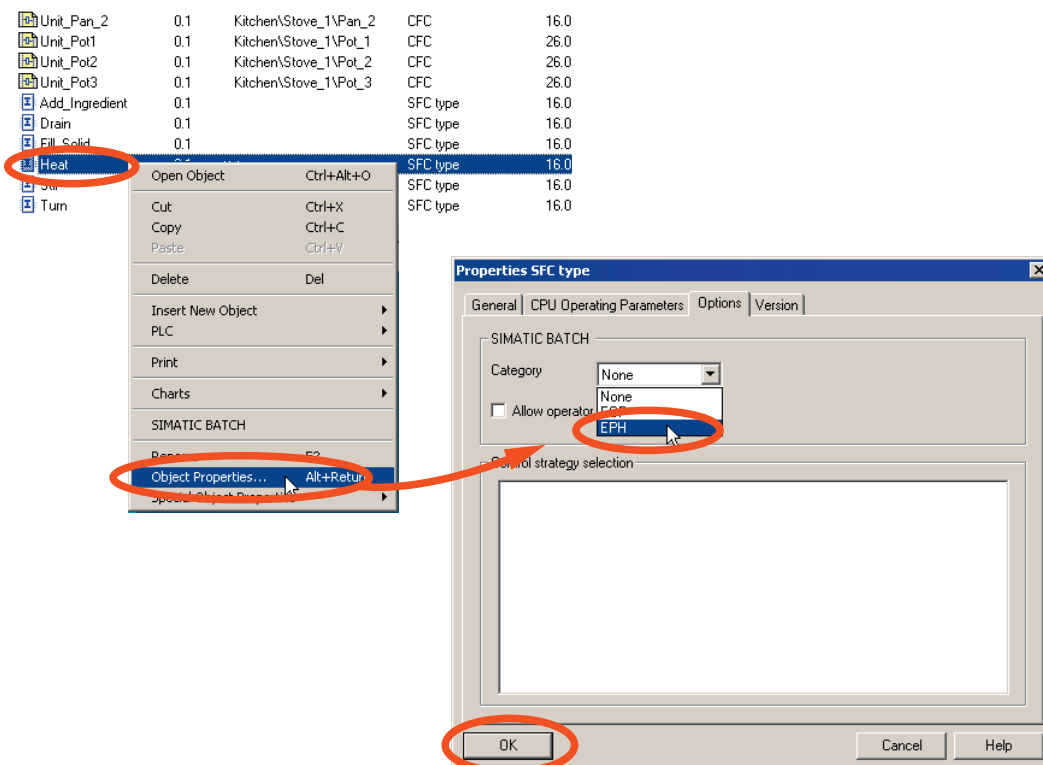 Unit_Pan_2 0.1 Kitchen\Stove_1\Pan_2 CFC 16.0
Unit_Pot1 0.1 Kitchen\Stove_1\Pot_1 CFC 26.0
Unit_Pot2 0.1 Kitchen\Stove_1\Pot_2 CFC 26.0
Unit_Pot3 0.1 Kitchen\Stove_1\Pot_3 CFC 26.0
Add_Ingredient 0.1 SFC type 16.0
Drain 0.1 SFC type 16.0
Fill_Solid 0.1 SFC type 16.0
Heat SFC type 16.0
SFC type 16.0
Turn SFC type 16.0
Open Object Ctrl+Alt+O
Cut Ctrl+X
Copy Ctrl+C
Paste Ctrl+V
Delete Del
Insert New Object
PLC
Print
Charts
SIMATIC BATCH
Object Properties... Alt+Return
Special Object Properties
Properties SFC type
General CPU Operating Parameters Options Version
SIMATIC BATCH
Category None
None
Allow operator
EPH
Control strategy selection
OK Cancel Help